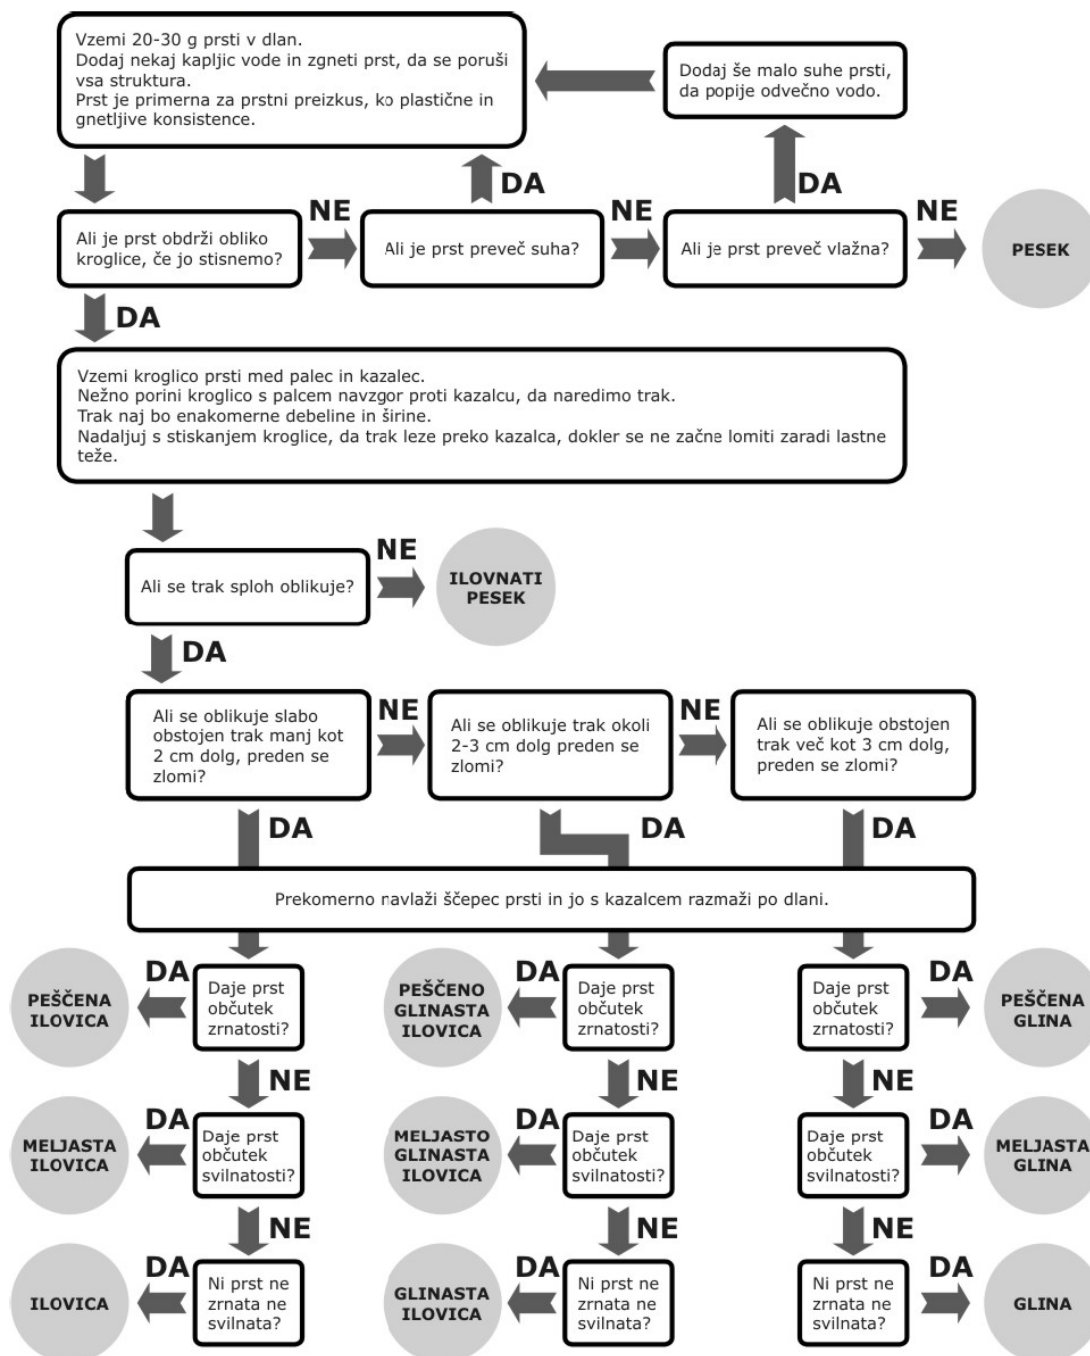 Vzemi 20-30 g prsti v dlan.
Dodaj nekaj kapljic vode in zgneti prst, da se poruši
vsa struktura.
Prst je primerna za prstni preizkus, ko plastične in
gnetljive konsistence.
Dodaj še malo suhe prsti,
da popije odvečno vodo.
DA
DA
Ali je prst obdrži obliko
kroglice, če jo stisnemo?
NE
Ali je prst preveč suha?
NE
Ali je prst preveč vlažna?
NE
PESEK
DA
Vzemi kroglico prsti med palec in kazalec.
Nežno porini kroglico s palcem navzgor proti kazalcu, da naredimo trak.
Trak naj bo enakomerne debeline in širine.
Nadaljuj s stiskanjem kroglice, da trak leze preko kazalca, dokler se ne začne lomiti zaradi lastne
teže.
Ali se trak sploh oblikuje?
NE
ILOVNATI
PESEK
DA
Ali se oblikuje slabo
obstojen trak manj kot
2 cm dolg, preden se
zlomi?
NE
Ali se oblikuje trak okoli
2-3 cm dolg preden se
zlomi?
NE
Ali se oblikuje obstojen
trak več kot 3 cm dolg,
preden se zlomi?
DA
DA
DA
Prekomerno navlaži ščepec prsti in jo s kazalcem razmaži po dlani.
PEŠČENA
ILOVICA
DA
Daje prst
občutek
zrnatosti?
PEŠČENO
GLINASTA
ILOVICA
DA
Daje prst
občutek
zrnatosti?
Daje prst
občutek
zrnatosti?
DA
PEŠČENA
GLINA
NE
NE
NE
MELJASTA
ILOVICA
DA
Daje prst
občutek
svilnatosti?
MELJASTO
GLINASTA
ILOVICA
DA
Daje prst
občutek
svilnatosti?
Daje prst
občutek
svilnatosti?
DA
MELJASTA
GLINA
NE
NE
NE
ILOVICA
DA
Ni prst ne
zrnata ne
svilnata?
GLINASTA
ILOVICA
DA
Ni prst ne
zrnata ne
svilnata?
Ni prst ne
zrnata ne
svilnata?
DA
GLINA